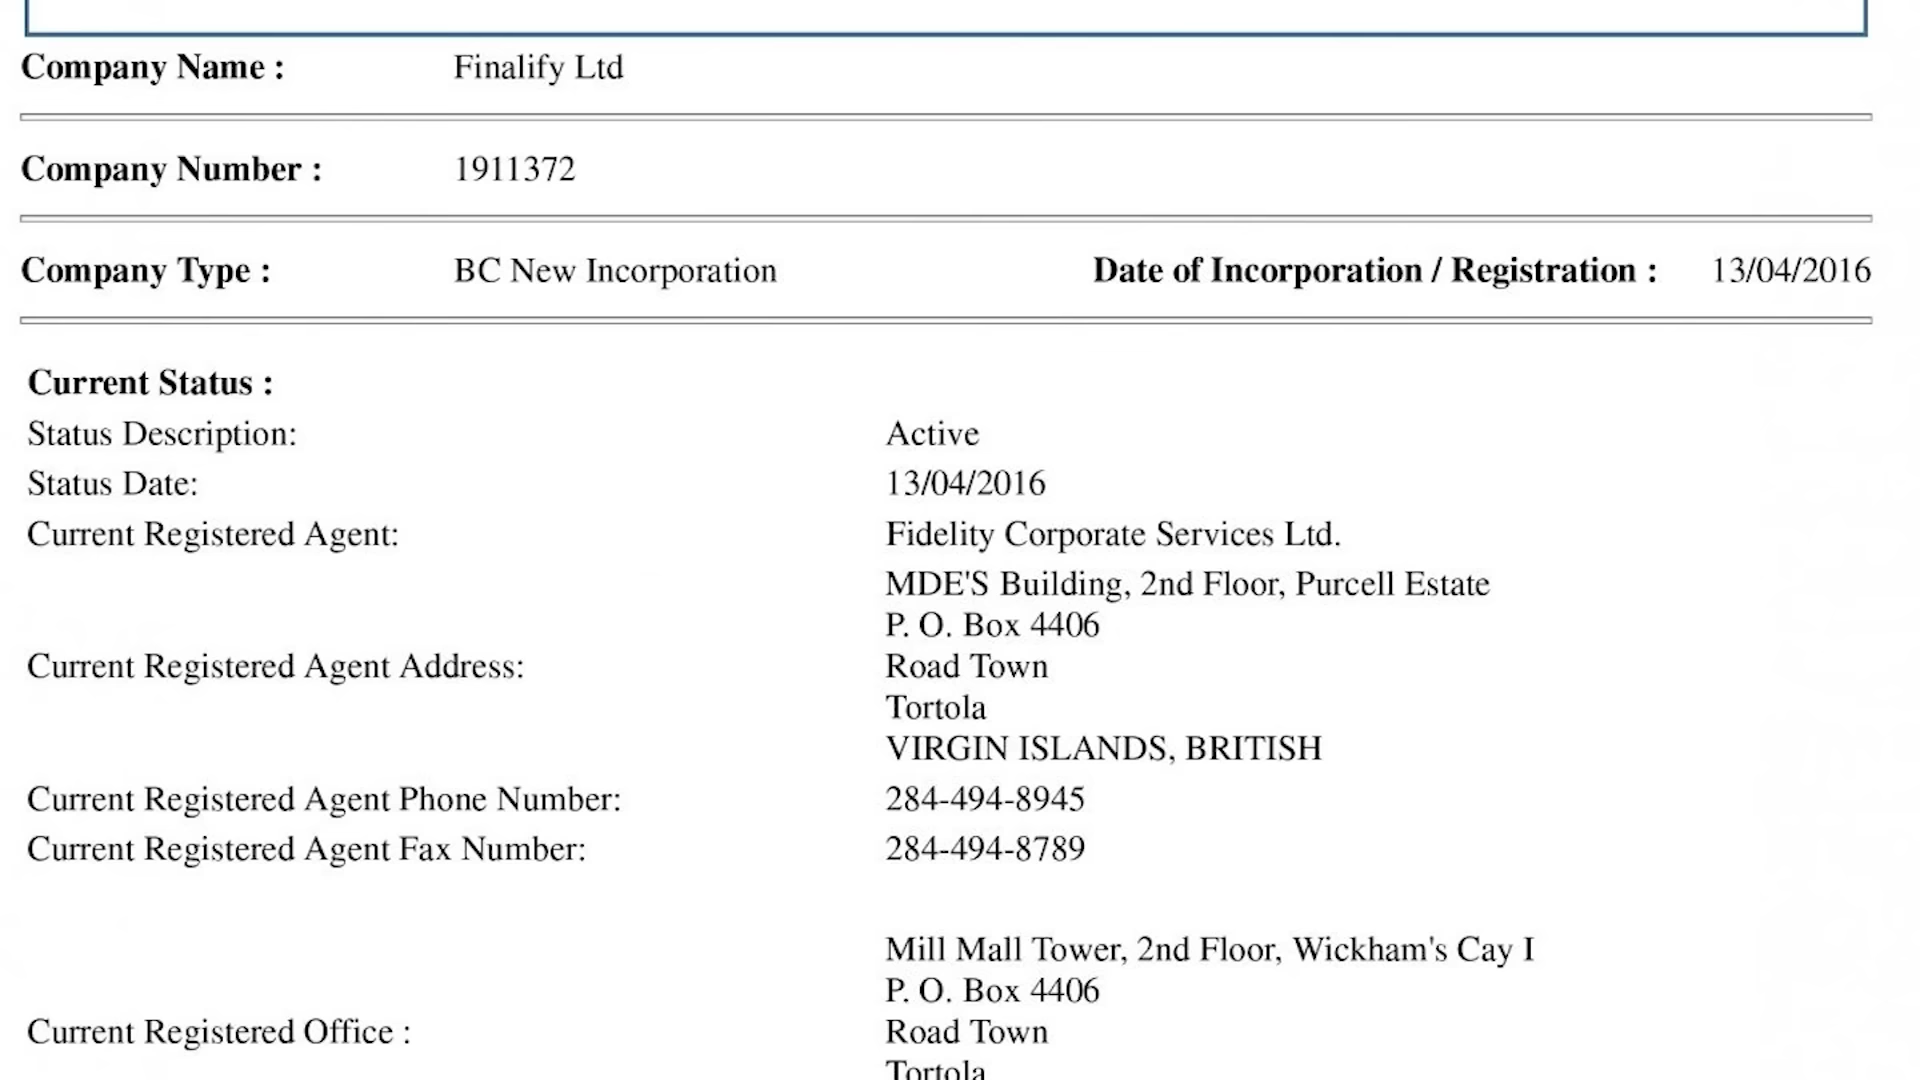 Company Name : Finalify Ltd
Company Number : 1911372
Company Type : BC New Incorporation Date of Incorporation / Registration : 13/04/2016
Current Status :
Status Description: Active
Status Date: 13/04/2016
Current Registered Agent: Fidelity Corporate Services Ltd.
MDE'S Building, 2nd Floor, Purcell Estate
P. O. Box 4406
Current Registered Agent Address: Road Town
Tortola
VIRGIN ISLANDS, BRITISH
Current Registered Agent Phone Number: 284-494-8945
Current Registered Agent Fax Number: 284-494-8789
Mill Mall Tower, 2nd Floor, Wickham's Cay I
P. O. Box 4406
Current Registered Office : Road Town
Tortola